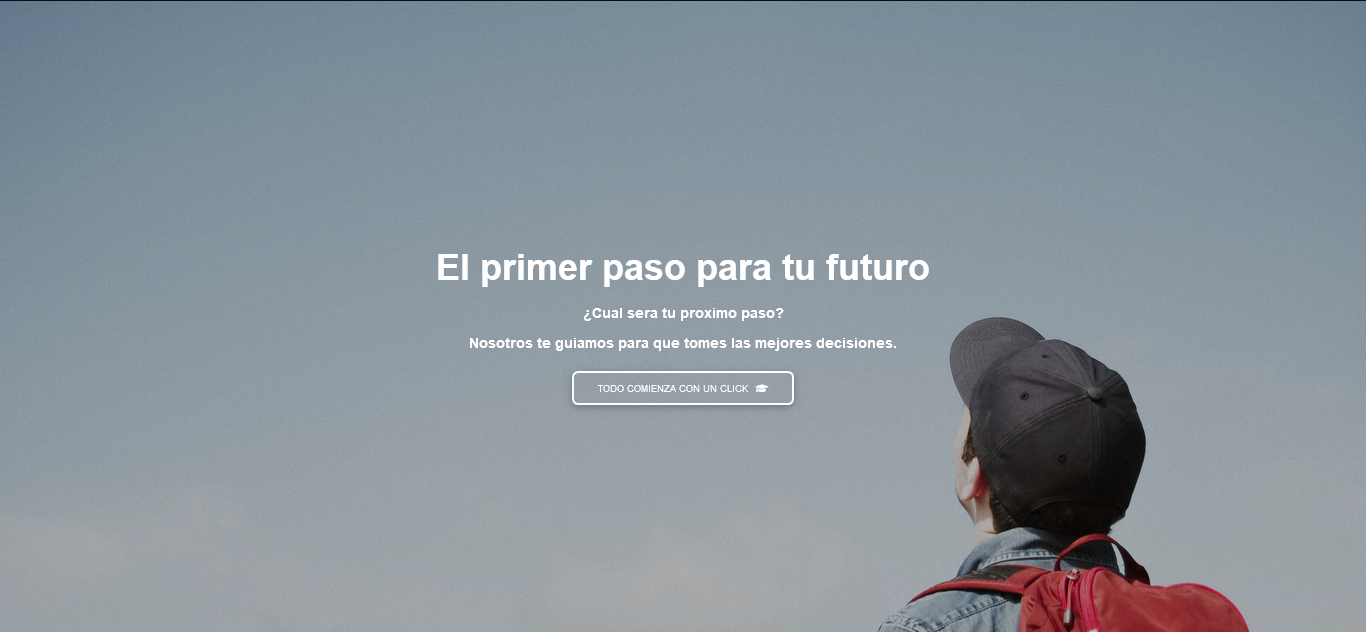 El primer paso para tu futuro
¿Cual sera tu proximo paso?
Nosotros te guiamos para que tomes las mejores decisiones.
TODO COMIENZA CON UN CLICK